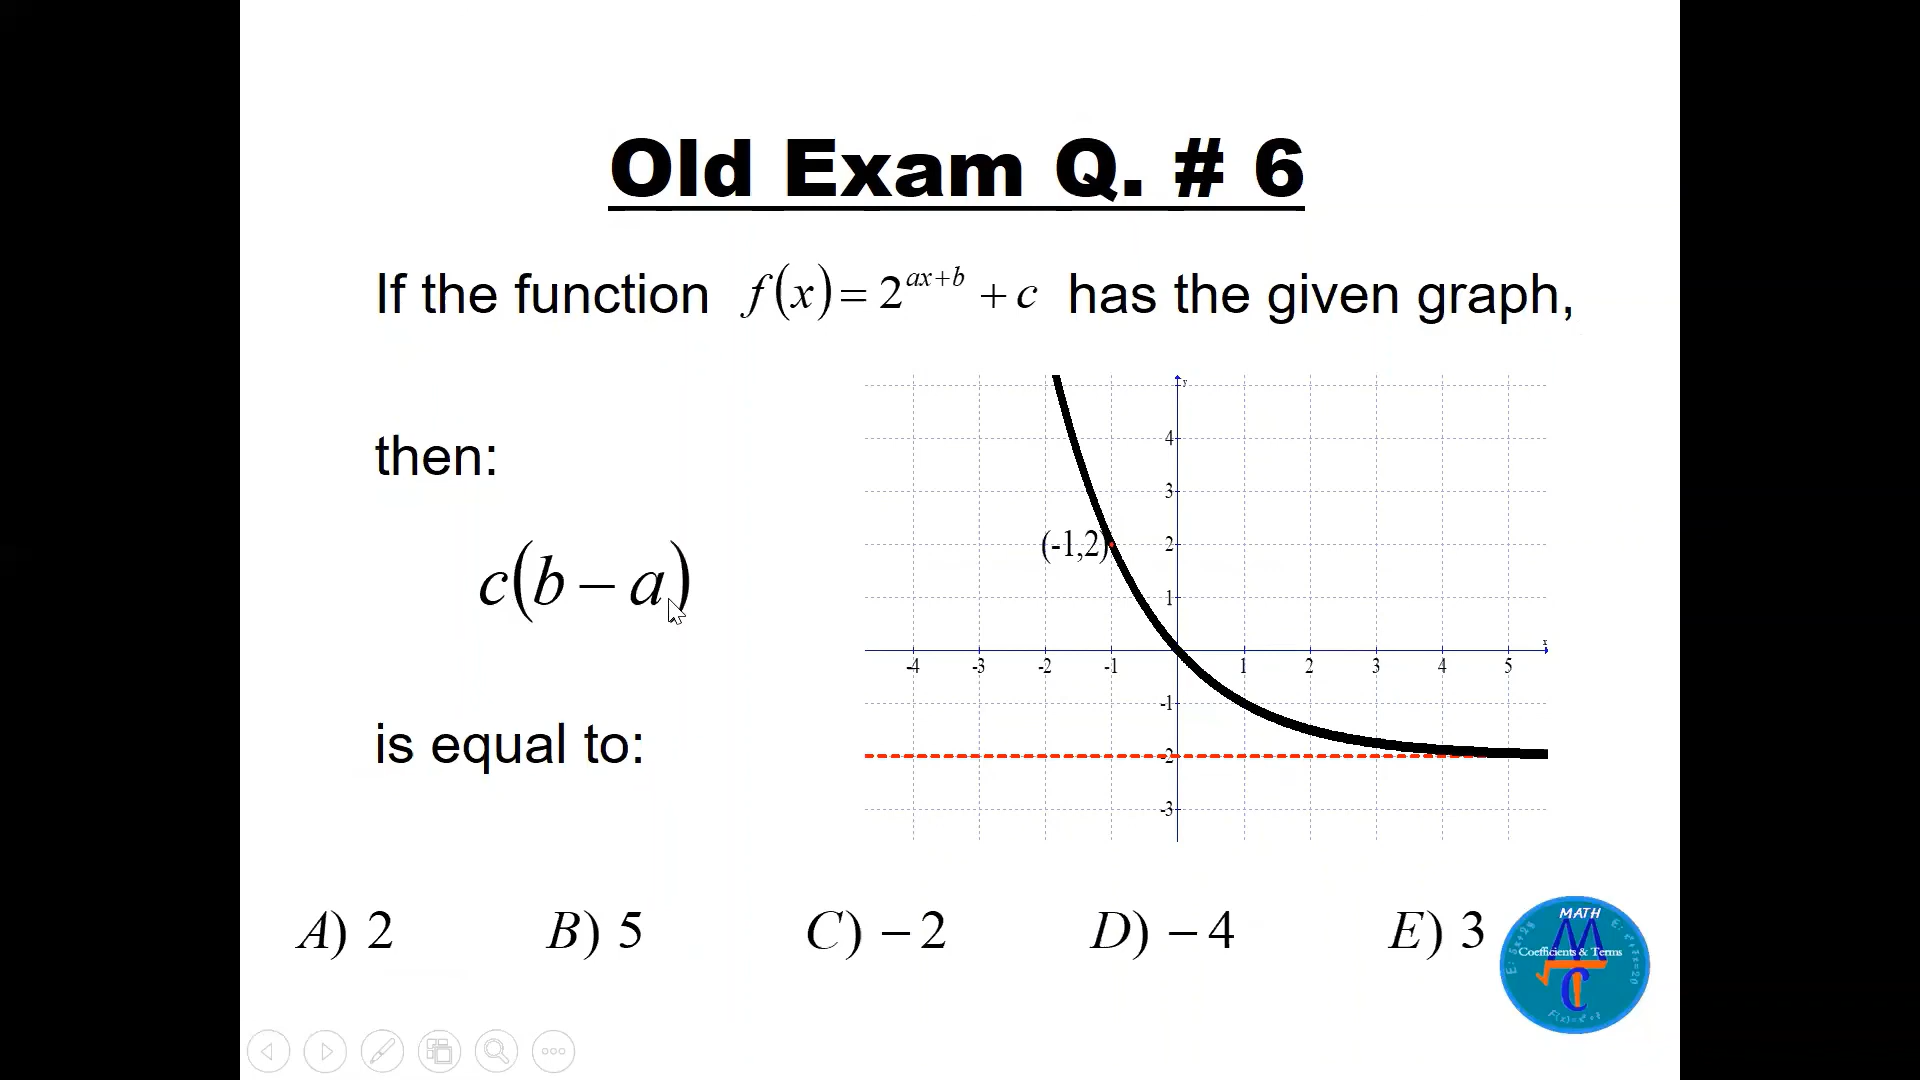 Old Exam Q. # 6
If the function f(x) = 2^{ax+b} + c has the given graph,
then:
c(b − a)
is equal to:
y
4
3
2
1
(-1,2)
x
-4 -3 -2 -1 1 2 3 4 5
-1
-2
-3
A) 2 B) 5 C) − 2 D) − 4 E) 3
MATH
Coefficients & Terms